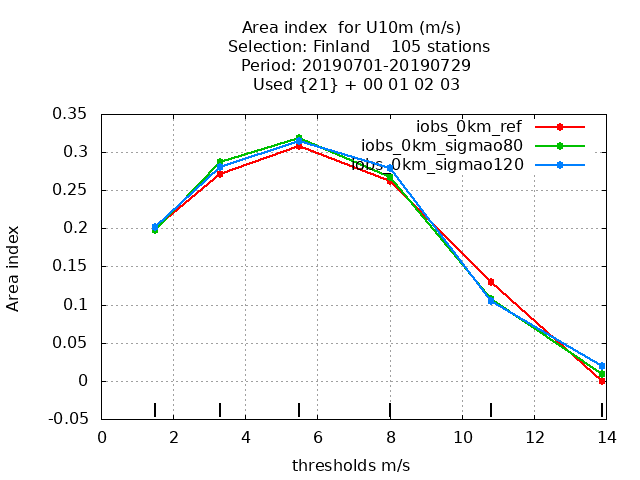 Area index  for U10m (m/s)
Selection: Finland    105 stations
Period: 20190701-20190729
Used {21} + 00 01 02 03
0.35
0.3
0.25
0.2
0.15
0.1
0.05
0
-0.05
Area index
iobs_0km_ref
iobs_0km_sigmao80
iobs_0km_sigmao120
0 2 4 6 8 10 12 14
thresholds m/s